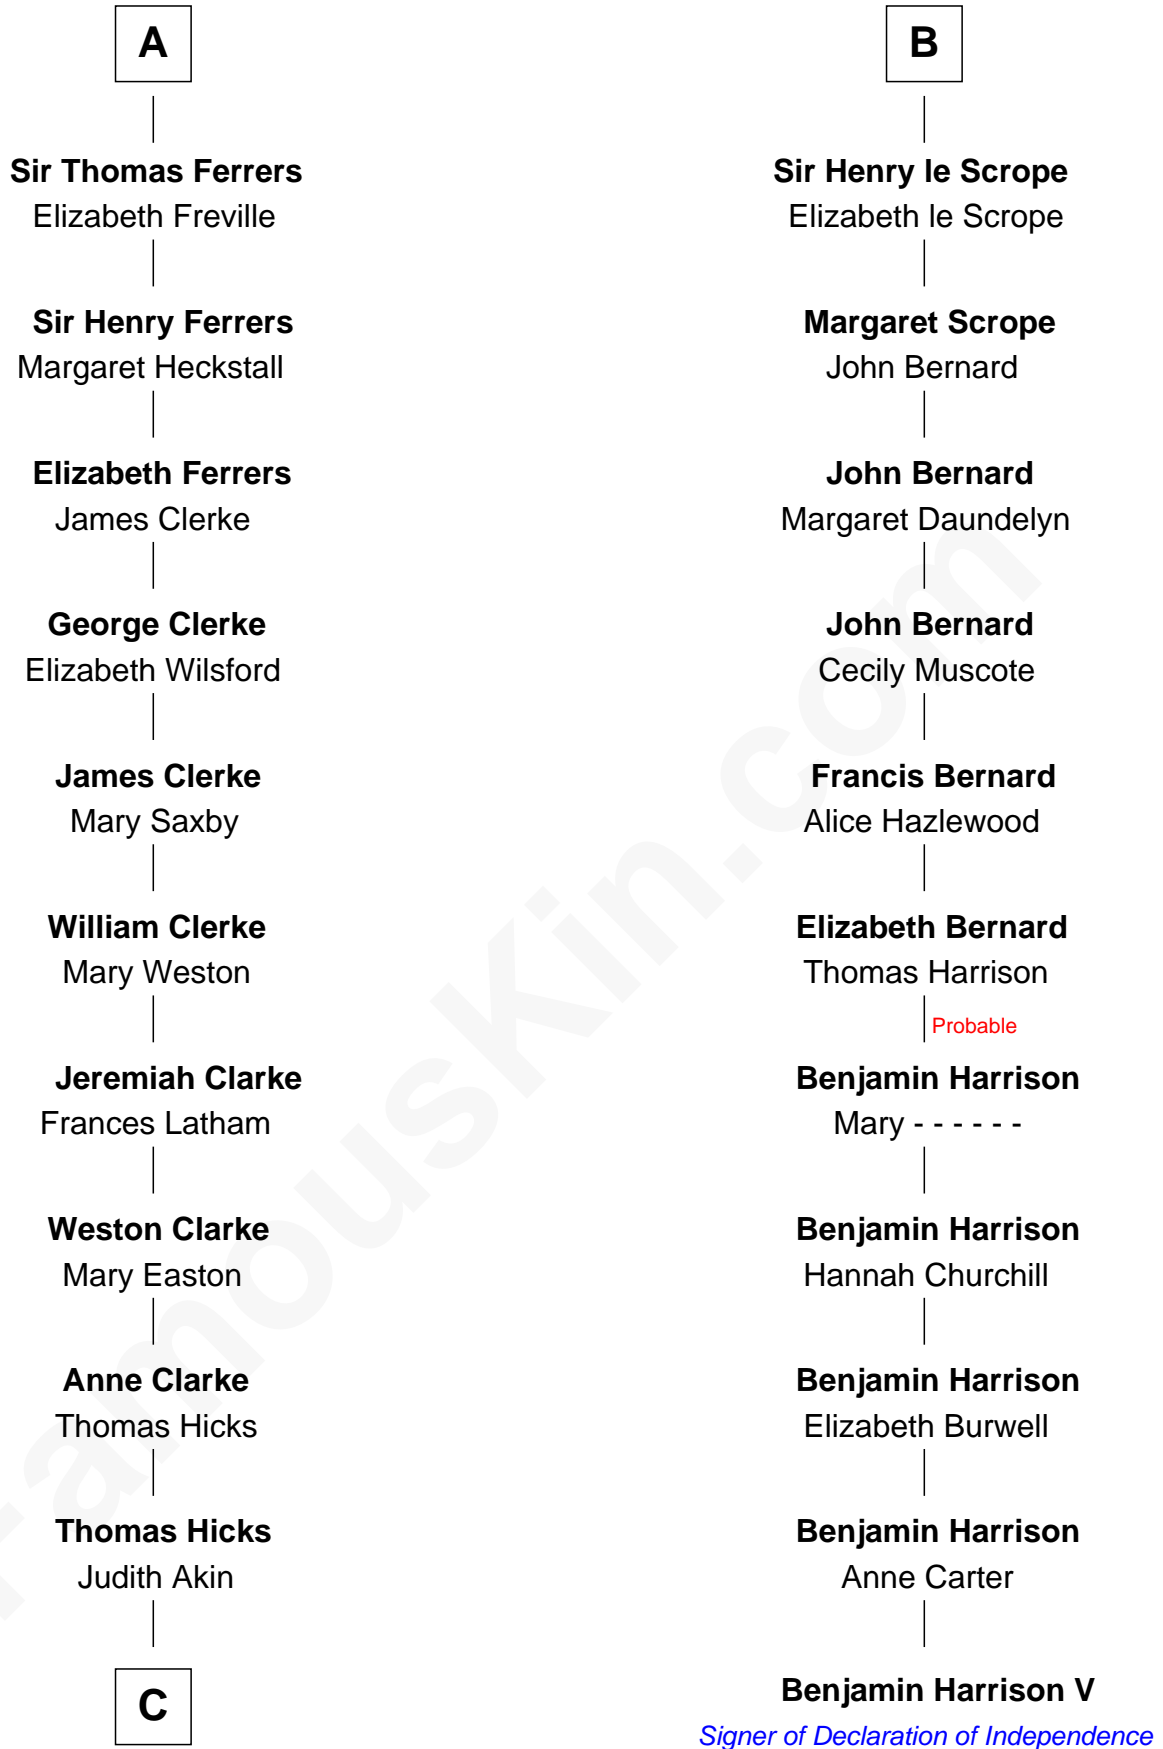 A
Sir Thomas Ferrers
Elizabeth Freville
Sir Henry Ferrers
Margaret Heckstall
Elizabeth Ferrers
James Clerke
George Clerke
Elizabeth Wilsford
James Clerke
Mary Saxby
William Clerke
Mary Weston
Jeremiah Clarke
Frances Latham
Weston Clarke
Mary Easton
Anne Clarke
Thomas Hicks
Thomas Hicks
Judith Akin
C
B
Sir Henry le Scrope
Elizabeth le Scrope
Margaret Scrope
John Bernard
John Bernard
Margaret Daundelyn
John Bernard
Cecily Muscote
Francis Bernard
Alice Hazlewood
Elizabeth Bernard
Thomas Harrison
Probable
Benjamin Harrison
Mary - - - - - -
Benjamin Harrison
Hannah Churchill
Benjamin Harrison
Elizabeth Burwell
Benjamin Harrison
Anne Carter
Benjamin Harrison V
Signer of Declaration of Independence
FamousKin.com